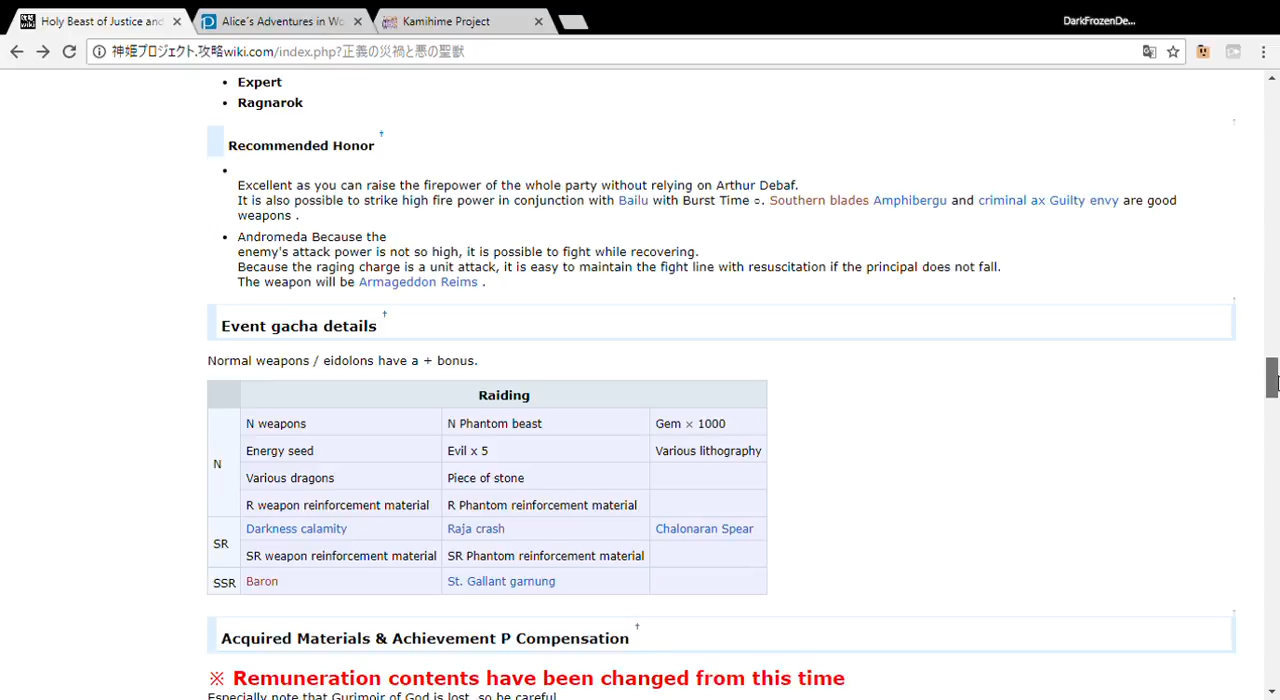 Holy Beast of Justice and
Alice's Adventures in Wo
Kamihime Project
DarkFrozenDe...
神姫プロジェクト.攻略wiki.com/index.php?正義の災禍と悪の聖獣
• Expert
• Ragnarok
Recommended Honor †
•
Excellent as you can raise the firepower of the whole party without relying on Arthur Debaf.
It is also possible to strike high fire power in conjunction with Bailu with Burst Time ○. Southern blades Amphibergu and criminal ax Guilty envy are good
weapons .
• Andromeda Because the
enemy's attack power is not so high, it is possible to fight while recovering.
Because the raging charge is a unit attack, it is easy to maintain the fight line with resuscitation if the principal does not fall.
The weapon will be Armageddon Reims .
Event gacha details †
Normal weapons / eidolons have a + bonus.
Raiding
N
N weapons N Phantom beast Gem × 1000
Energy seed Evil x 5 Various lithography
Various dragons Piece of stone
R weapon reinforcement material R Phantom reinforcement material
SR
Darkness calamity Raja crash Chalonaran Spear
SR weapon reinforcement material SR Phantom reinforcement material
SSR Baron St. Gallant garnung
Acquired Materials & Achievement P Compensation †
※ Remuneration contents have been changed from this time
Especially note that Gurimoir of God is lost, so be careful.